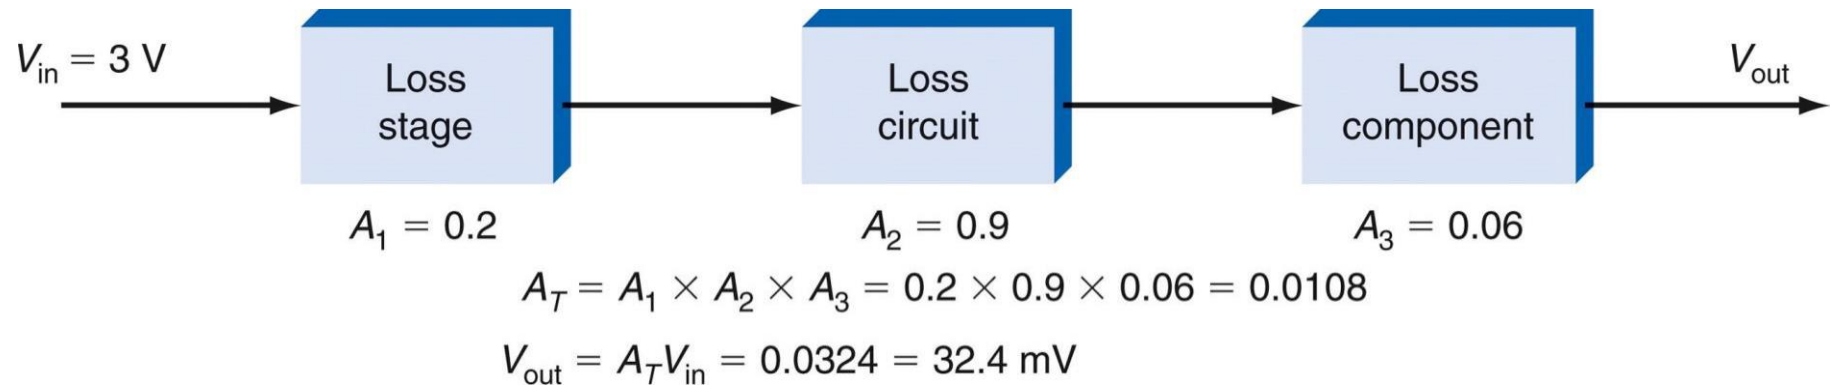 V_in = 3 V
Loss stage
Loss circuit
Loss component
V_out
A_1 = 0.2
A_2 = 0.9
A_3 = 0.06
A_T = A_1 × A_2 × A_3 = 0.2 × 0.9 × 0.06 = 0.0108
V_out = A_T V_in = 0.0324 = 32.4 mV